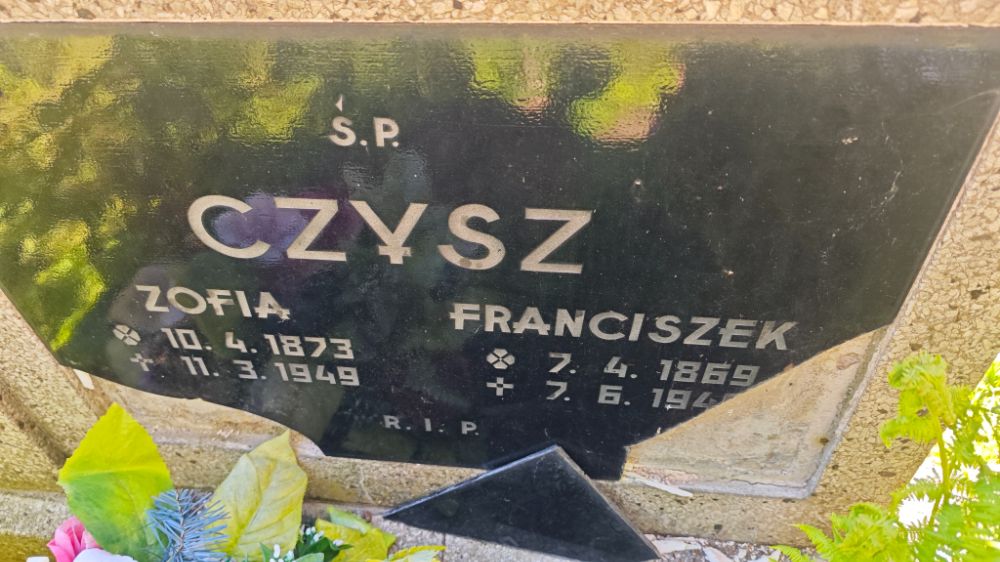 Ś.P.
CZYSZ
ZOFIA
10. 4. 1873
11. 3. 1949
FRANCISZEK
7. 4. 1869
7. 6.
R. I. P.